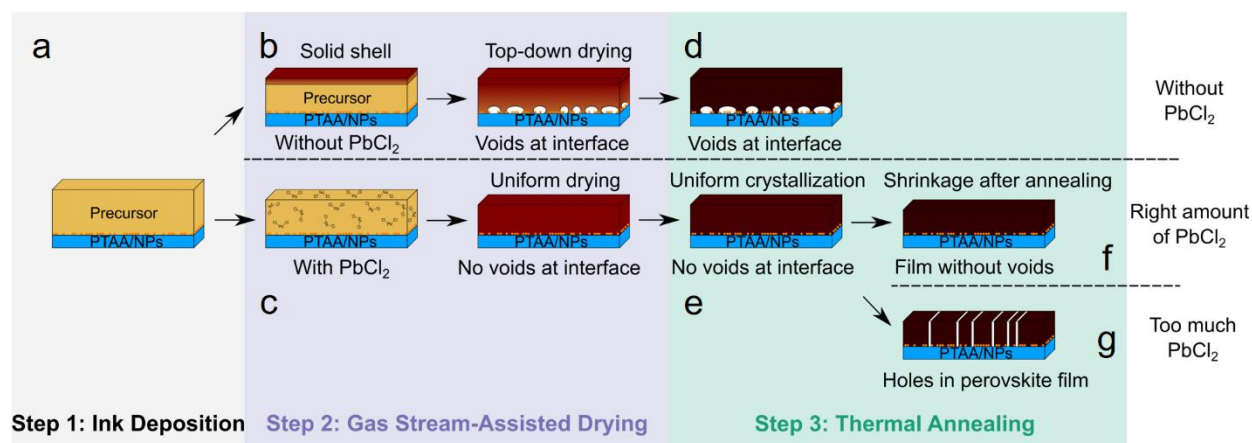 a
b
Solid shell
Top-down drying
d
Precursor
PTAA/NPs
PTAA/NPs
PTAA/NPs
Without PbCl₂
Voids at interface
Voids at interface
Without
PbCl₂
Precursor
PTAA/NPs
Uniform drying
Uniform crystallization
Shrinkage after annealing
PTAA/NPs
PTAA/NPs
PTAA/NPs
PTAA/NPs
With PbCl₂
No voids at interface
No voids at interface
Film without voids
f
Right amount
of PbCl₂
c
e
PTAA/NPs
g
Holes in perovskite film
Too much
PbCl₂
Step 1: Ink Deposition
Step 2: Gas Stream-Assisted Drying
Step 3: Thermal Annealing